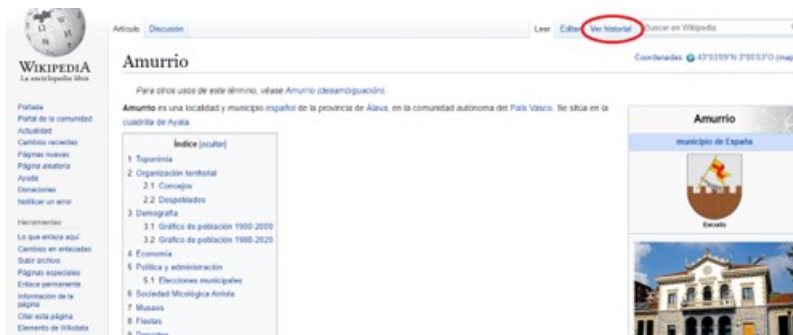 Artículo Discusión
Leer Editar Ver historial Buscar en Wikipedia
WIKIPEDIA
La enciclopedia libre
Amurrio
Coordenadas:
Para otros usos de este término, véase Amurrio (desambiguación).
Amurrio es una localidad y municipio español de la provincia de Álava, en la comunidad autónoma del País Vasco. Se sitúa en la
cuadrilla de Ayala.
Portada
Portal de la comunidad
Actualidad
Cambios recientes
Páginas nuevas
Página aleatoria
Ayuda
Donaciones
Notificar un error
Herramientas
Lo que enlaza aquí
Cambios en enlazadas
Subir archivo
Páginas especiales
Enlace permanente
Información de la
página
Citar esta página
Elemento de Wikidata
Índice [ocultar]
1 Toponimia
2 Organización territorial
2.1 Concejos
2.2 Despoblados
3 Demografía
3.1 Gráfico de población 1900-2000
3.2 Gráfico de población 1988-2020
4 Economía
5 Política y administración
5.1 Elecciones municipales
6 Sociedad Micológica Arriola
7 Museos
8 Fiestas
9 Deportes
Amurrio
municipio de España
Escudo